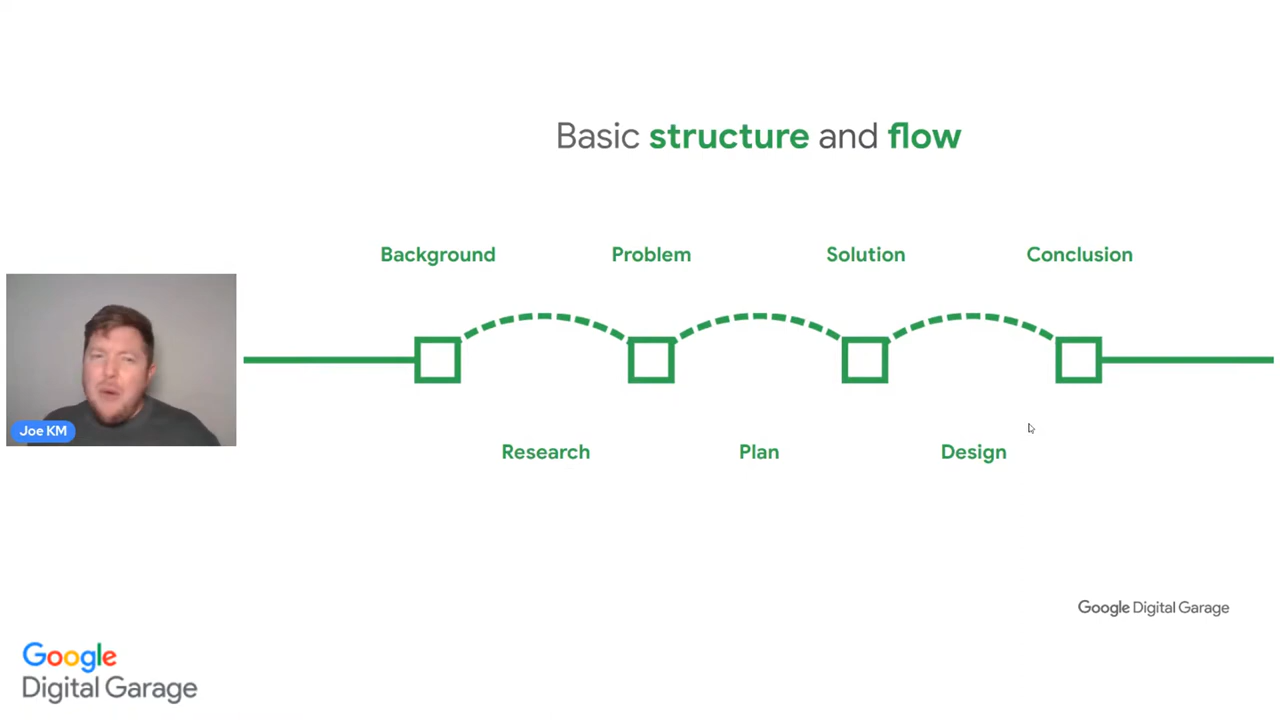 Basic structure and flow
Background Problem Solution Conclusion
Joe KM
Research Plan Design
Google Digital Garage
Google
Digital Garage